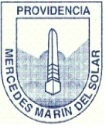 PROVIDENCIA
MERCEDES MARIN DEL SOLAR